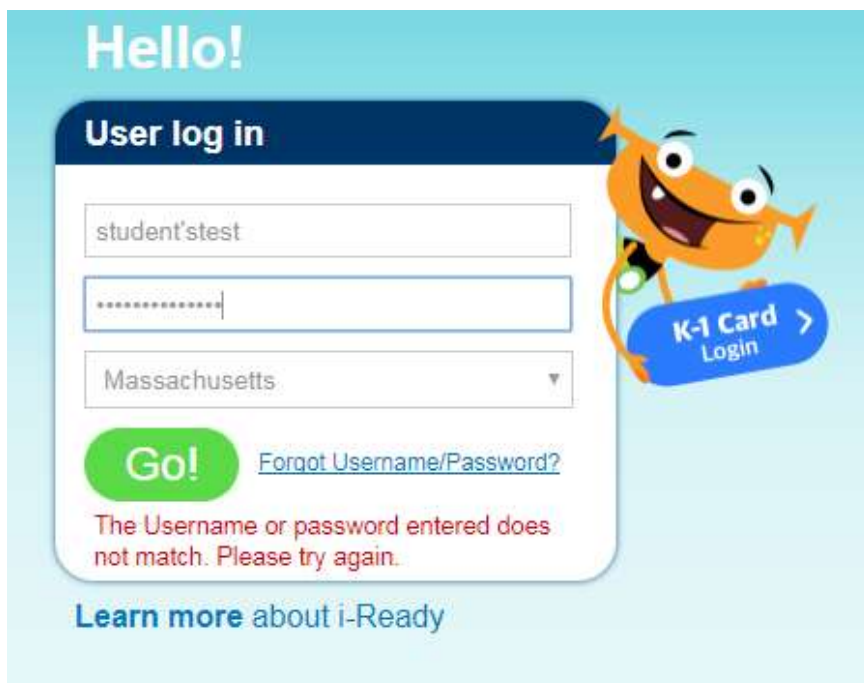 Hello!
User log in
student'stest
••••••••••••••
Massachusetts
K-1 Card
Login
Go!
Forgot Username/Password?
The Username or password entered does
not match. Please try again.
Learn more about i-Ready